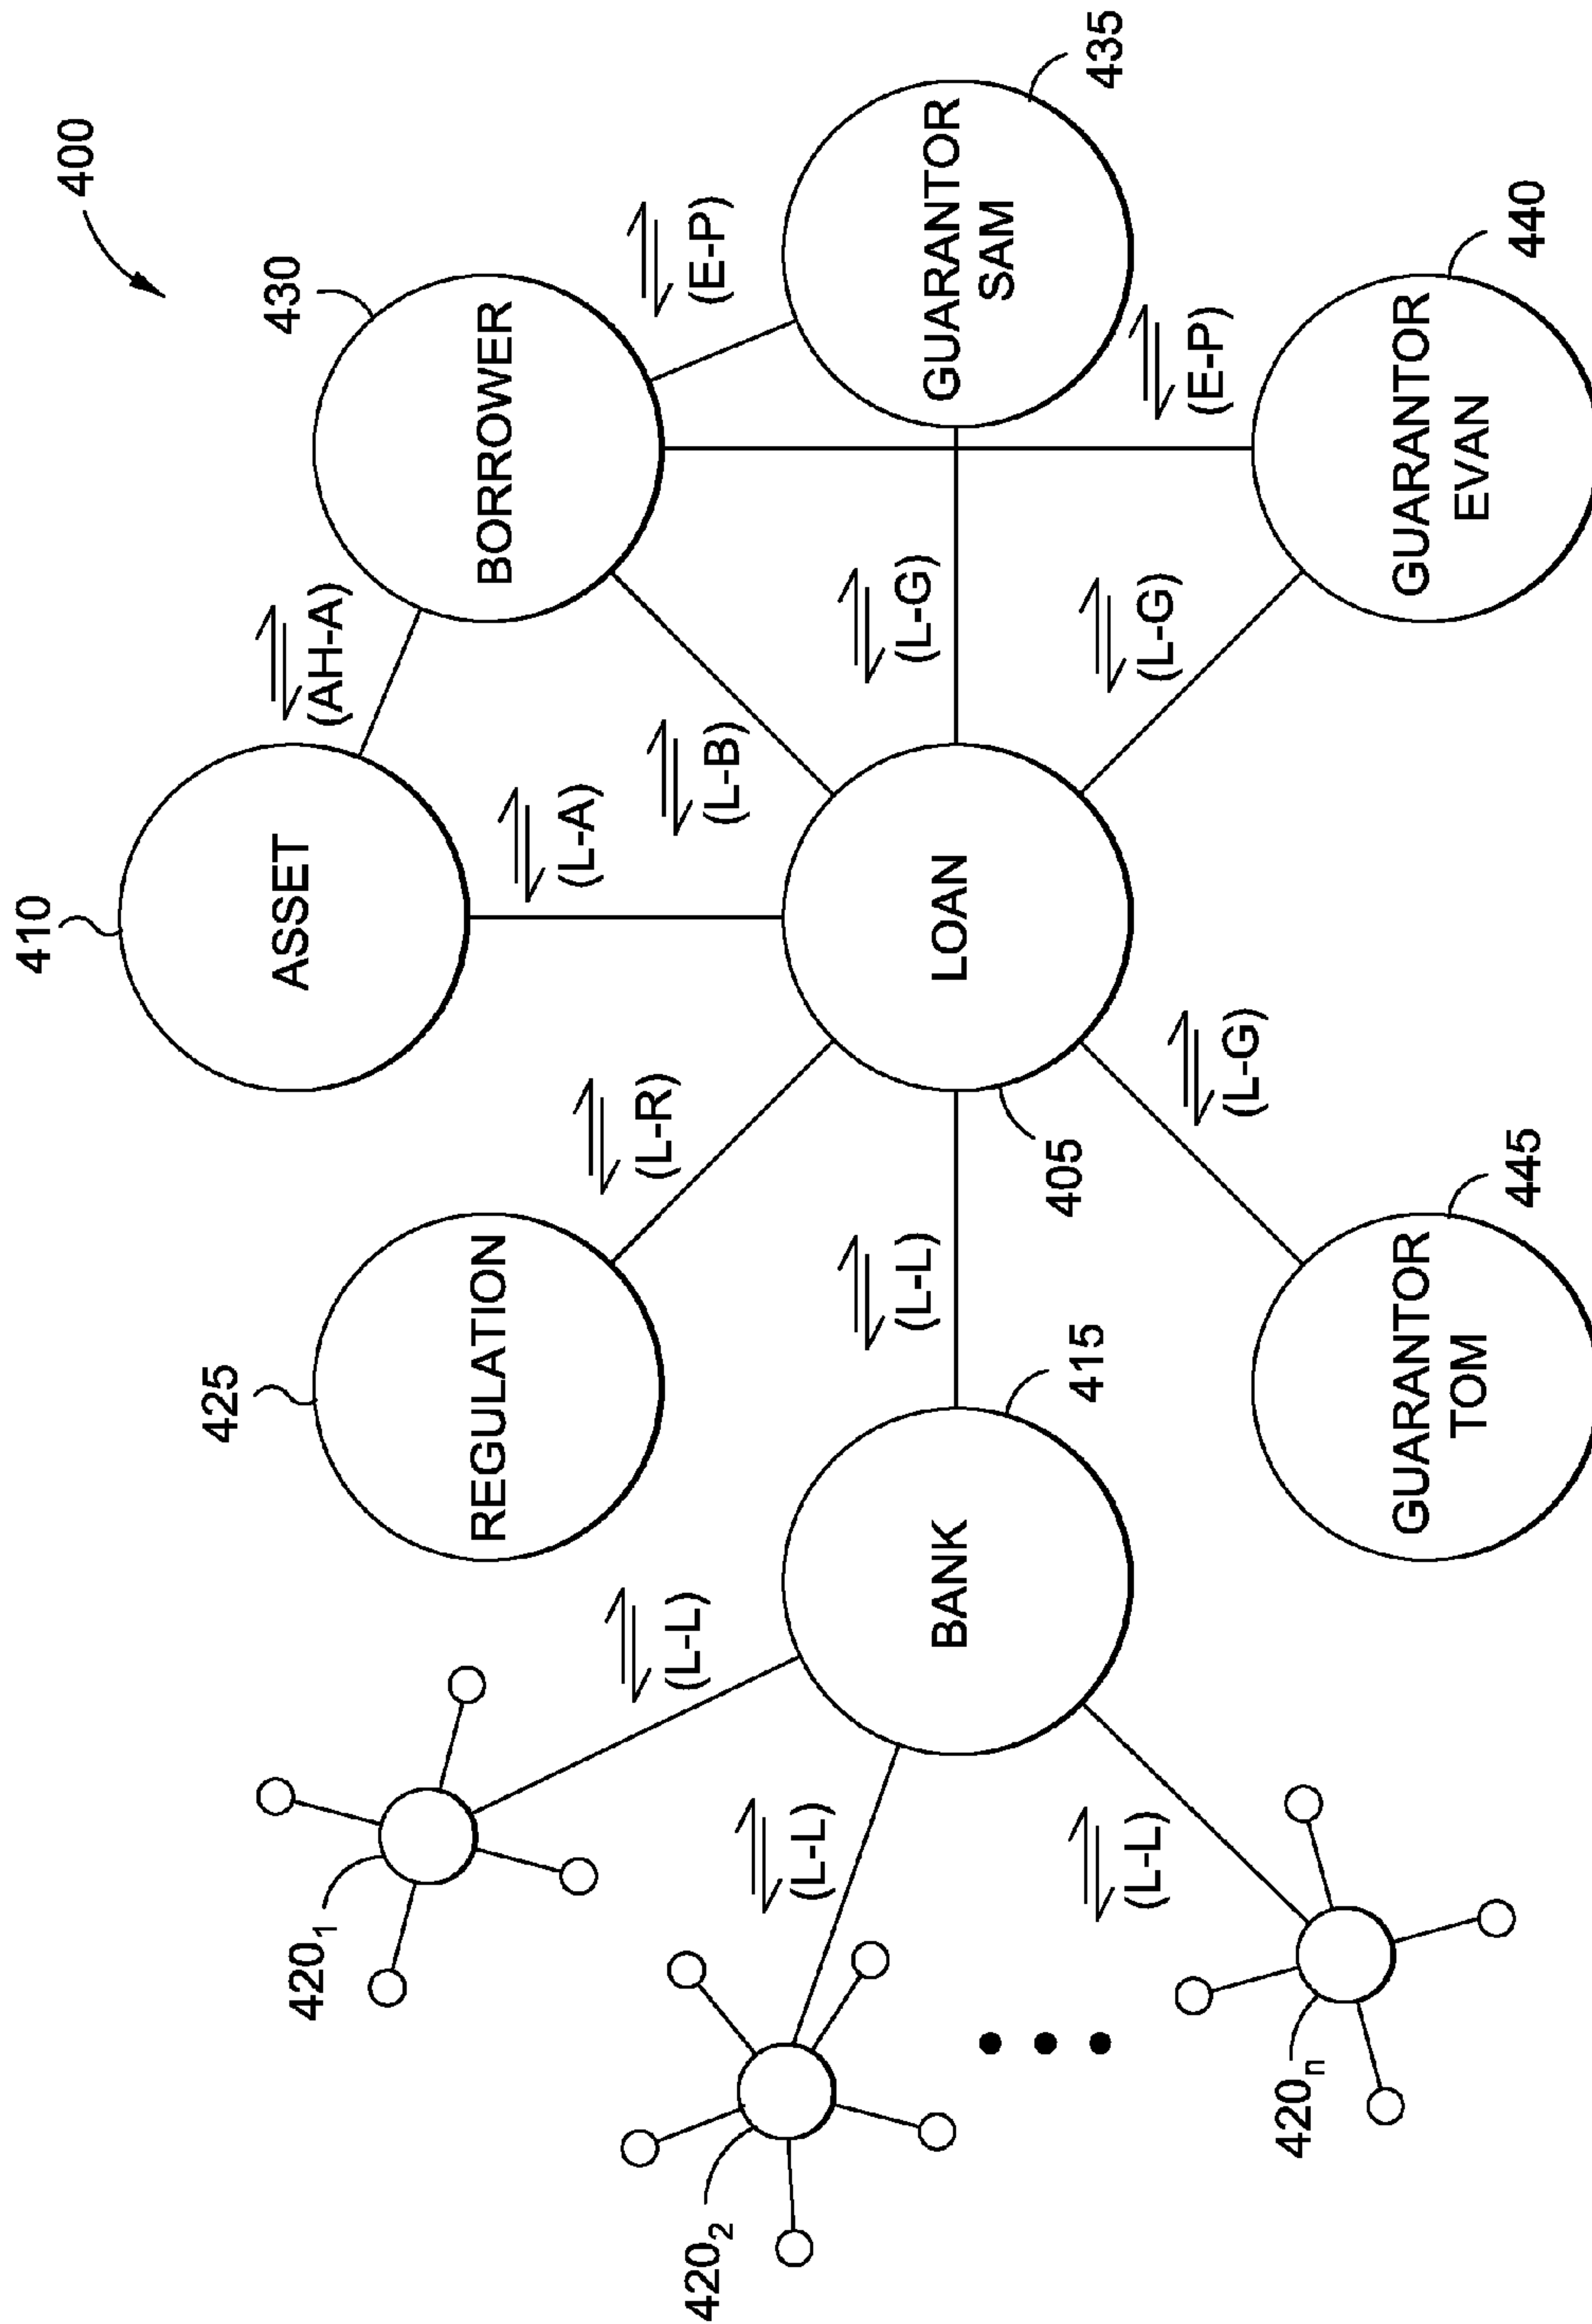 400
410
ASSET
425
REGULATION
430
BORROWER
(AH-A)
(E-P)
(L-R)
(L-A)
(L-B)
420₁
(L-L)
420₂
(L-L)
BANK
415
(L-L)
LOAN
405
(L-G)
GUARANTOR
SAM
435
(L-L)
420ₙ
(L-G)
(L-G)
(E-P)
GUARANTOR
TOM
445
GUARANTOR
EVAN
440